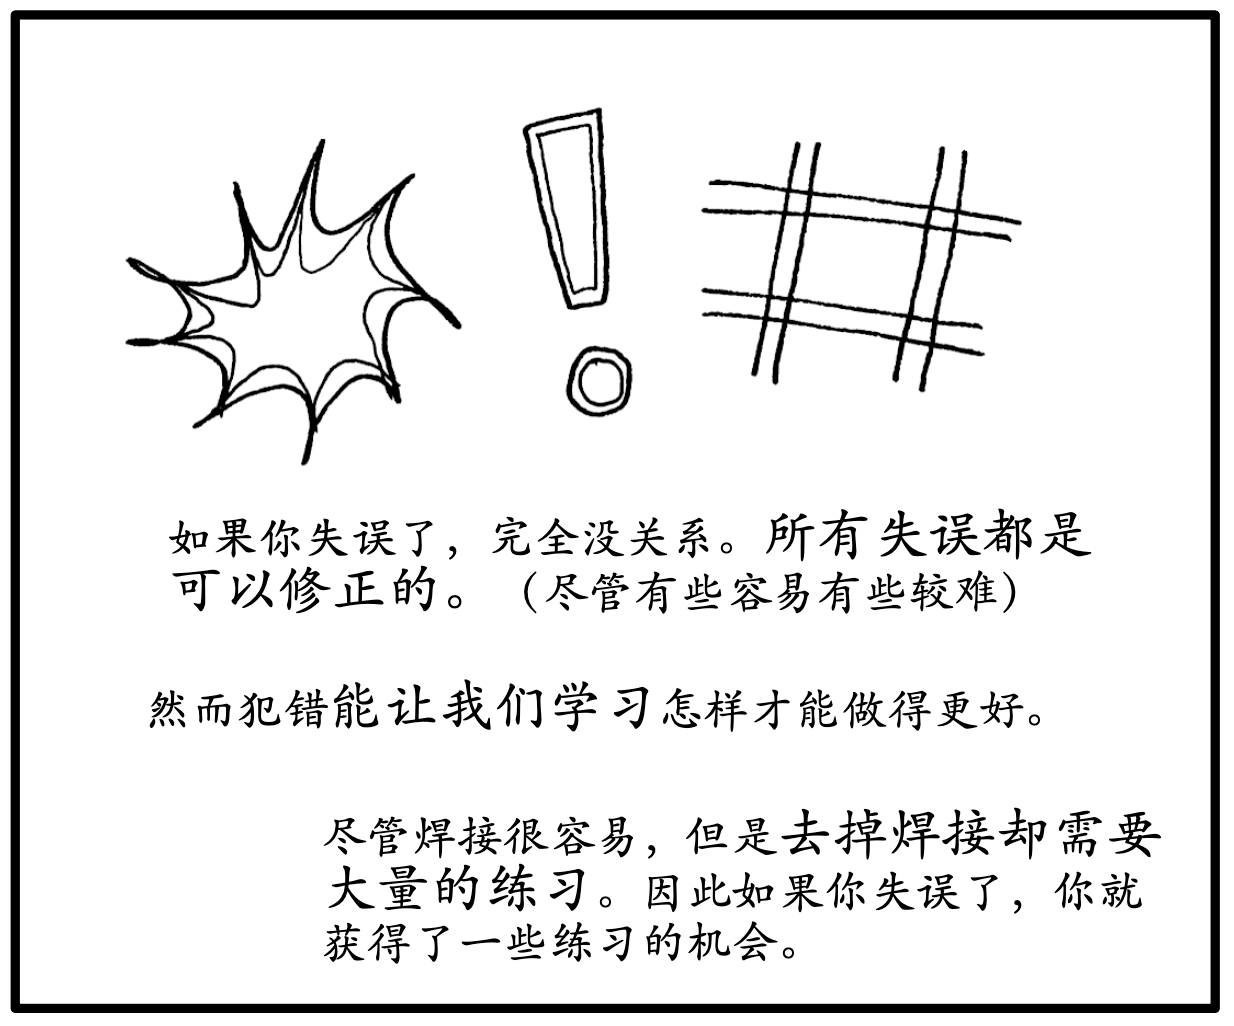 如果你失误了，完全没关系。所有失误都是
可以修正的。（尽管有些容易有些较难）
然而犯错能让我们学习怎样才能做得更好。
尽管焊接很容易，但是去掉焊接却需要
大量的练习。因此如果你失误了，你就
获得了一些练习的机会。